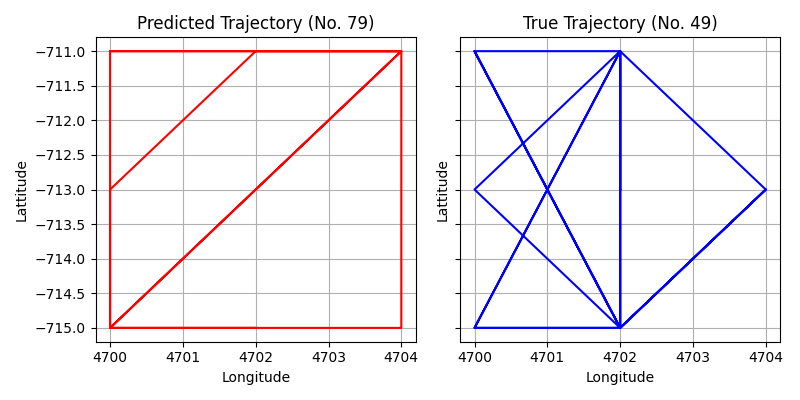 Predicted Trajectory (No. 79)
−711.0
−711.5
−712.0
−712.5
−713.0
−713.5
−714.0
−714.5
−715.0
Lattitude
4700 4701 4702 4703 4704
Longitude
True Trajectory (No. 49)
Lattitude
4700 4701 4702 4703 4704
Longitude